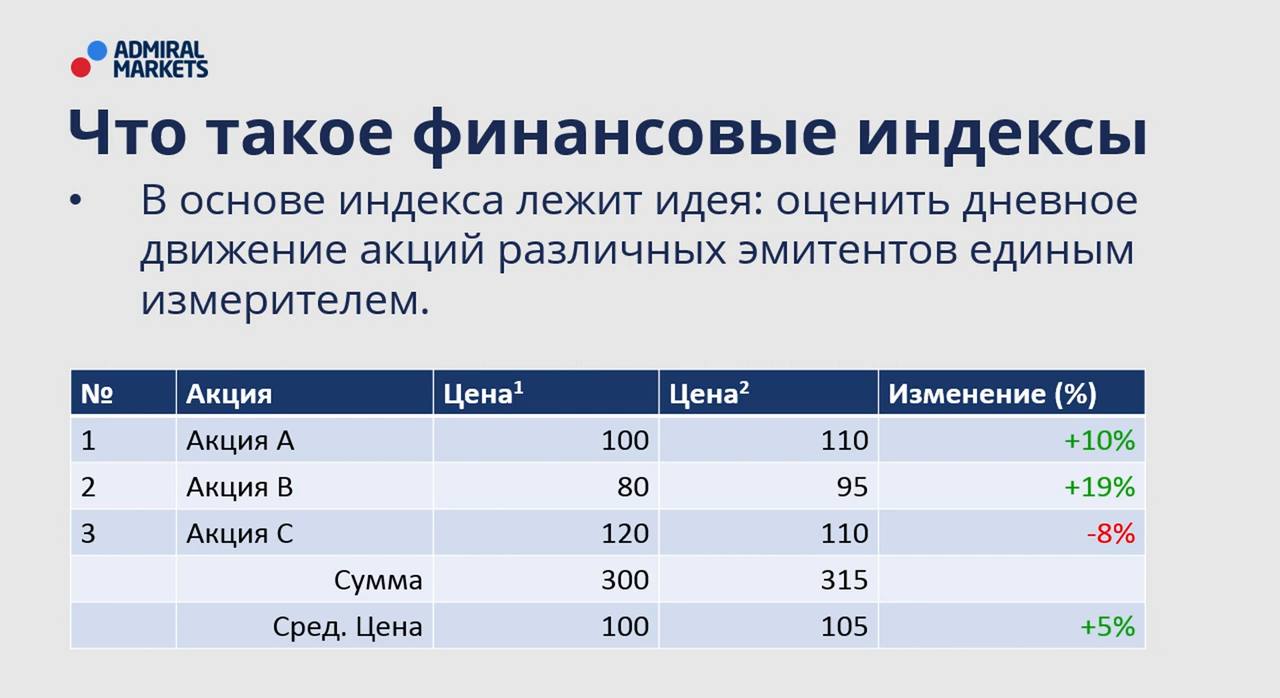 ADMIRAL
MARKETS
Что такое финансовые индексы
• В основе индекса лежит идея: оценить дневное
движение акций различных эмитентов единым
измерителем.
№ Акция Цена¹ Цена² Изменение (%)
1 Акция A 100 110 +10%
2 Акция B 80 95 +19%
3 Акция C 120 110 -8%
Сумма 300 315
Сред. Цена 100 105 +5%